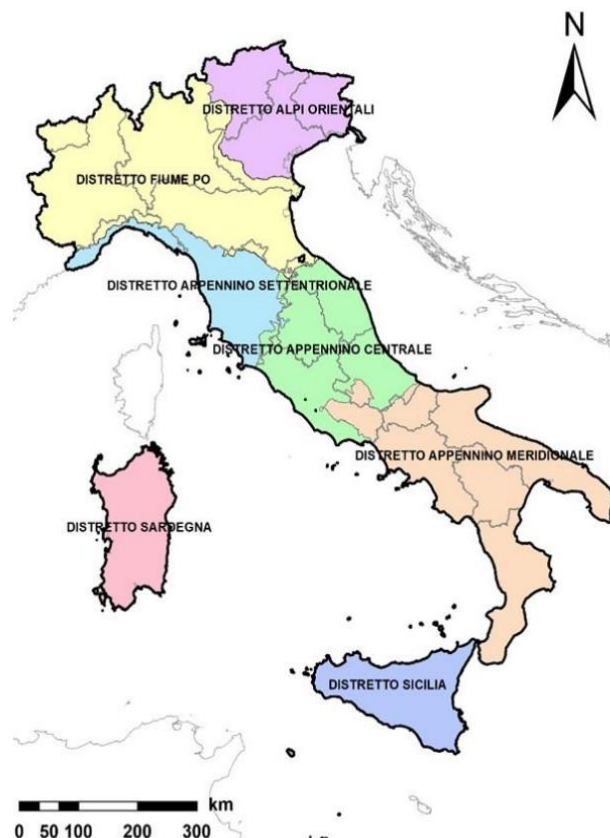 N
DISTRETTO ALPI ORIENTALI
DISTRETTO FIUME PO
DISTRETTO APPENNINO SETTENTRIONALE
DISTRETTO APPENNINO CENTRALE
DISTRETTO APPENNINO MERIDIONALE
DISTRETTO SARDEGNA
DISTRETTO SICILIA
km
0 50 100 200 300